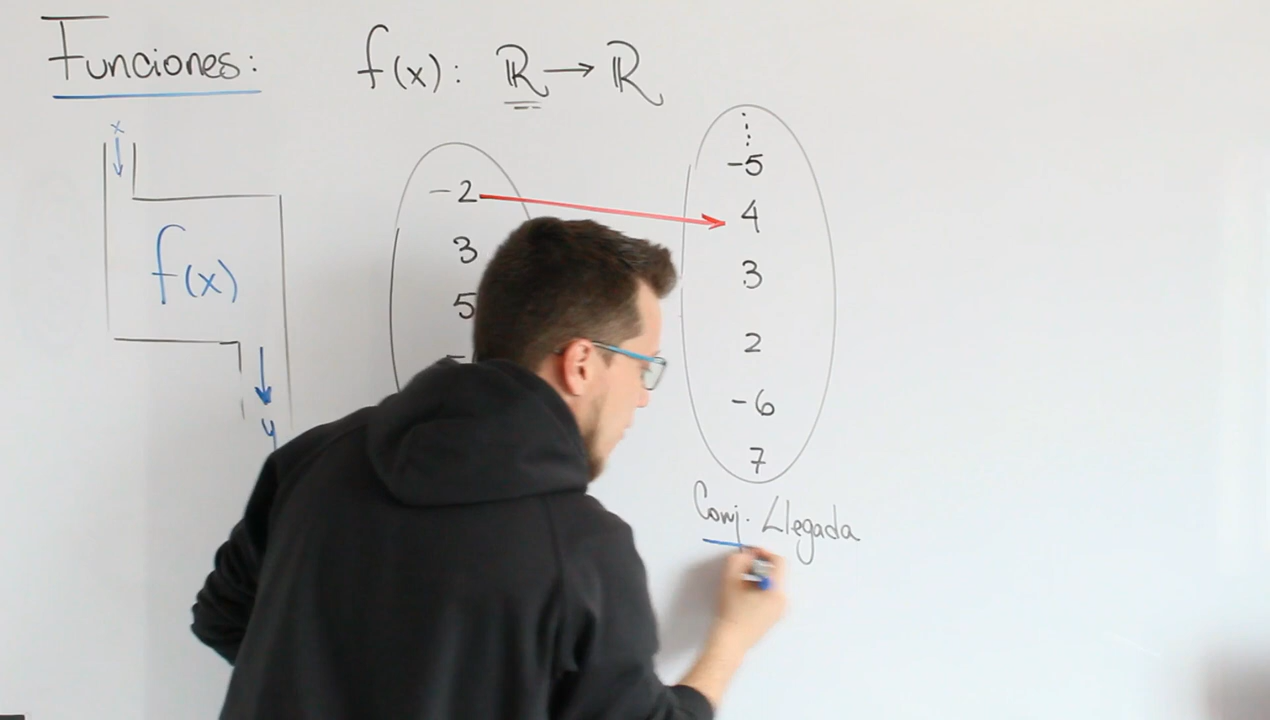 Funciones:
f(x): ℝ → ℝ
x
f(x)
y
-2
3
5
-5
4
3
2
-6
7
Conj. Llegada